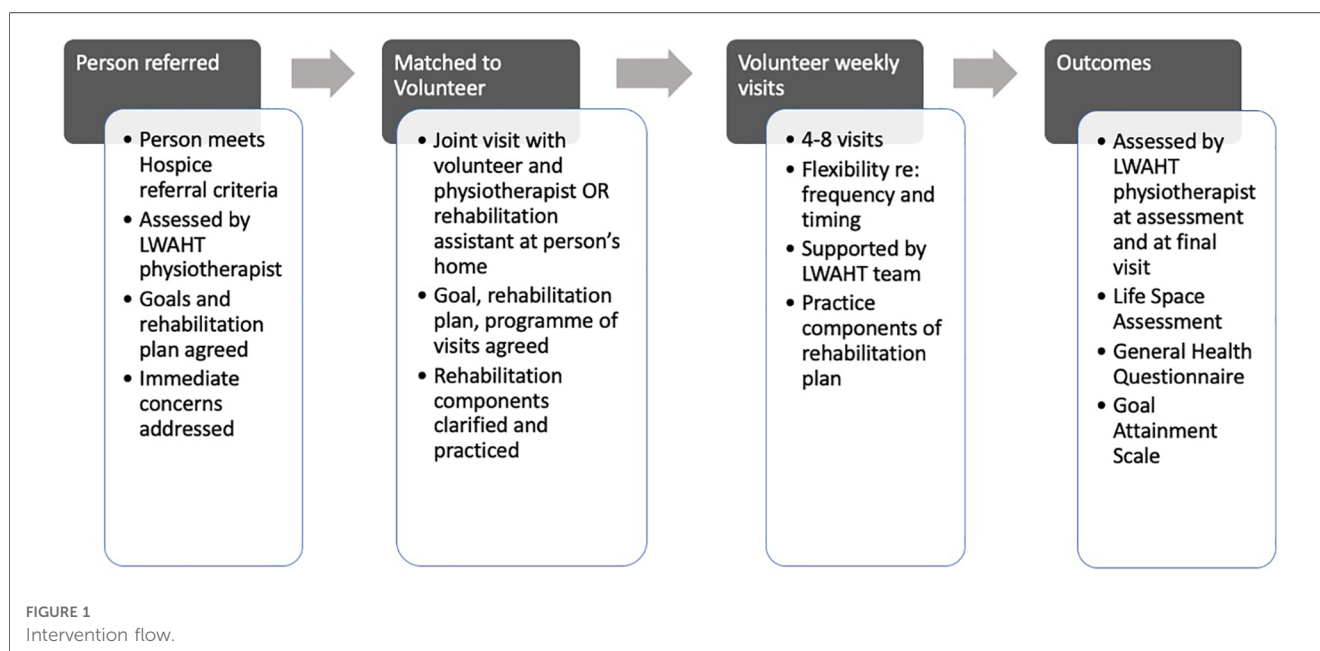 Person referred
• Person meets
Hospice
referral criteria
• Assessed by
LWAHT
physiotherapist
• Goals and
rehabilitation
plan agreed
• Immediate
concerns
addressed
Matched to
Volunteer
• Joint visit with
volunteer and
physiotherapist OR
rehabilitation
assistant at person's
home
• Goal, rehabilitation
plan, programme of
visits agreed
• Rehabilitation
components
clarified and
practiced
Volunteer weekly
visits
• 4-8 visits
• Flexibility re:
frequency and
timing
• Supported by
LWAHT team
• Practice
components of
rehabilitation
plan
Outcomes
• Assessed by
LWAHT
physiotherapist
at assessment
and at final
visit
• Life Space
Assessment
• General Health
Questionnaire
• Goal
Attainment
Scale
FIGURE 1
Intervention flow.